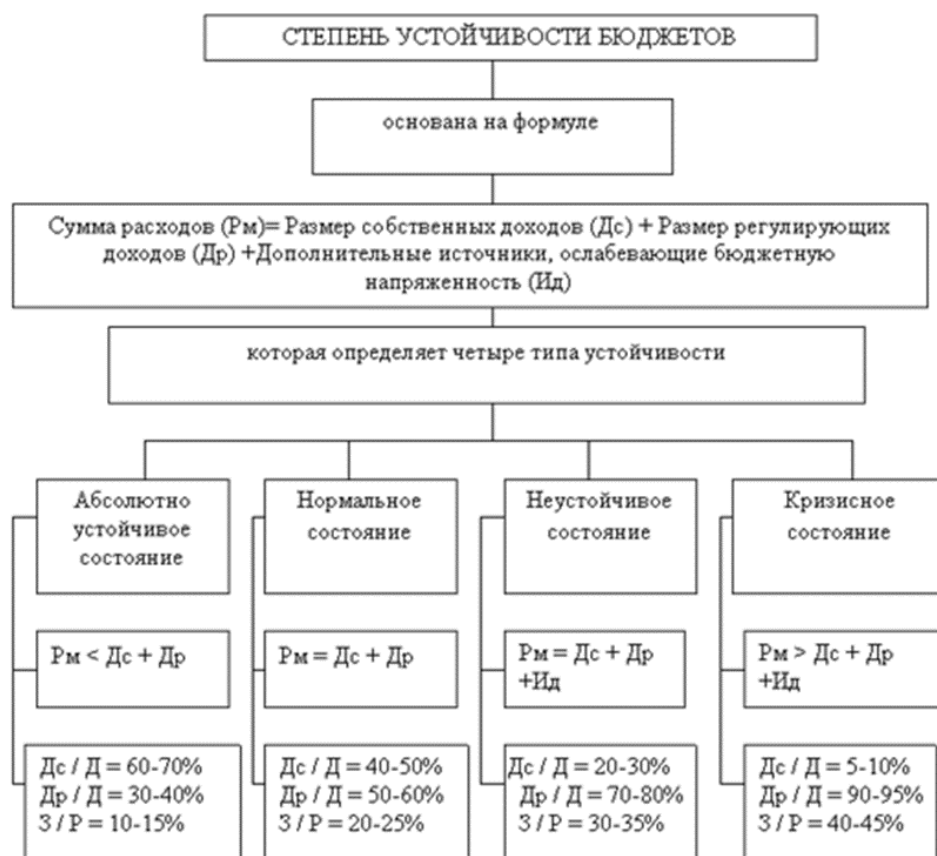 СТЕПЕНЬ УСТОЙЧИВОСТИ БЮДЖЕТОВ
основана на формуле
Сумма расходов (Рм)= Размер собственных доходов (Дс) + Размер регулирующих
доходов (Др) +Дополнительные источники, ослабевающие бюджетную
напряженность (Ид)
которая определяет четыре типа устойчивости
Абсолютно
устойчивое
состояние
Рм < Дс + Др
Дс / Д = 60-70%
Др / Д = 30-40%
З / Р = 10-15%
Нормальное
состояние
Рм = Дс + Др
Дс / Д = 40-50%
Др / Д = 50-60%
З / Р = 20-25%
Неустойчивое
состояние
Рм = Дс + Др
+Ид
Дс / Д = 20-30%
Др / Д = 70-80%
З / Р = 30-35%
Кризисное
состояние
Рм > Дс + Др
+Ид
Дс / Д = 5-10%
Др / Д = 90-95%
З / Р = 40-45%